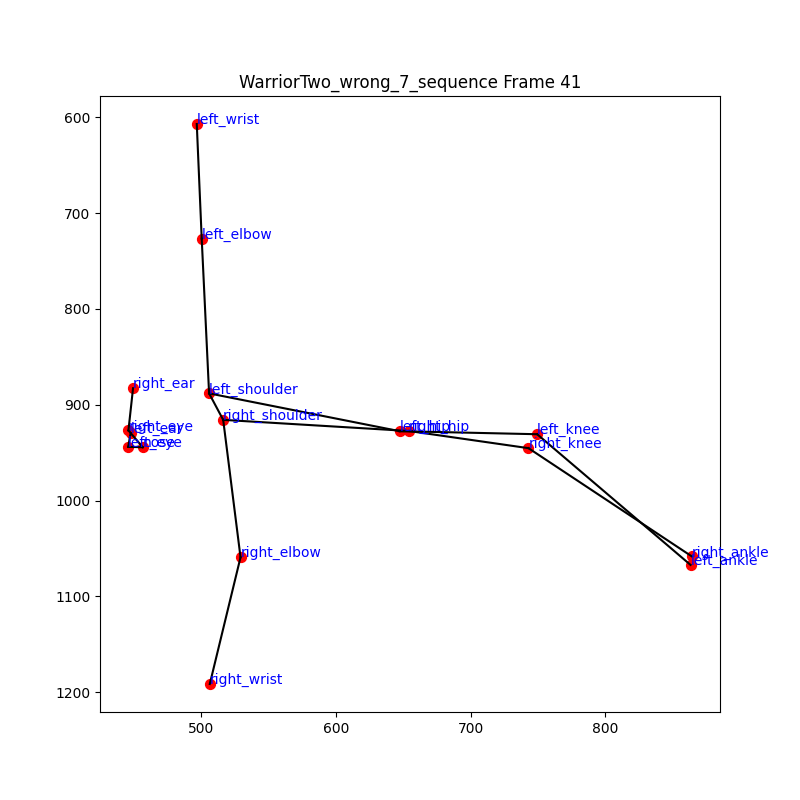 WarriorTwo_wrong_7_sequence Frame 41
600
700
800
900
1000
1100
1200
500
600
700
800
left_wrist
left_elbow
right_ear
left_shoulder
right_shoulder
right_eye
left_ear
left_eye
nose
left_hip
right_hip
left_knee
right_knee
right_elbow
right_ankle
left_ankle
right_wrist